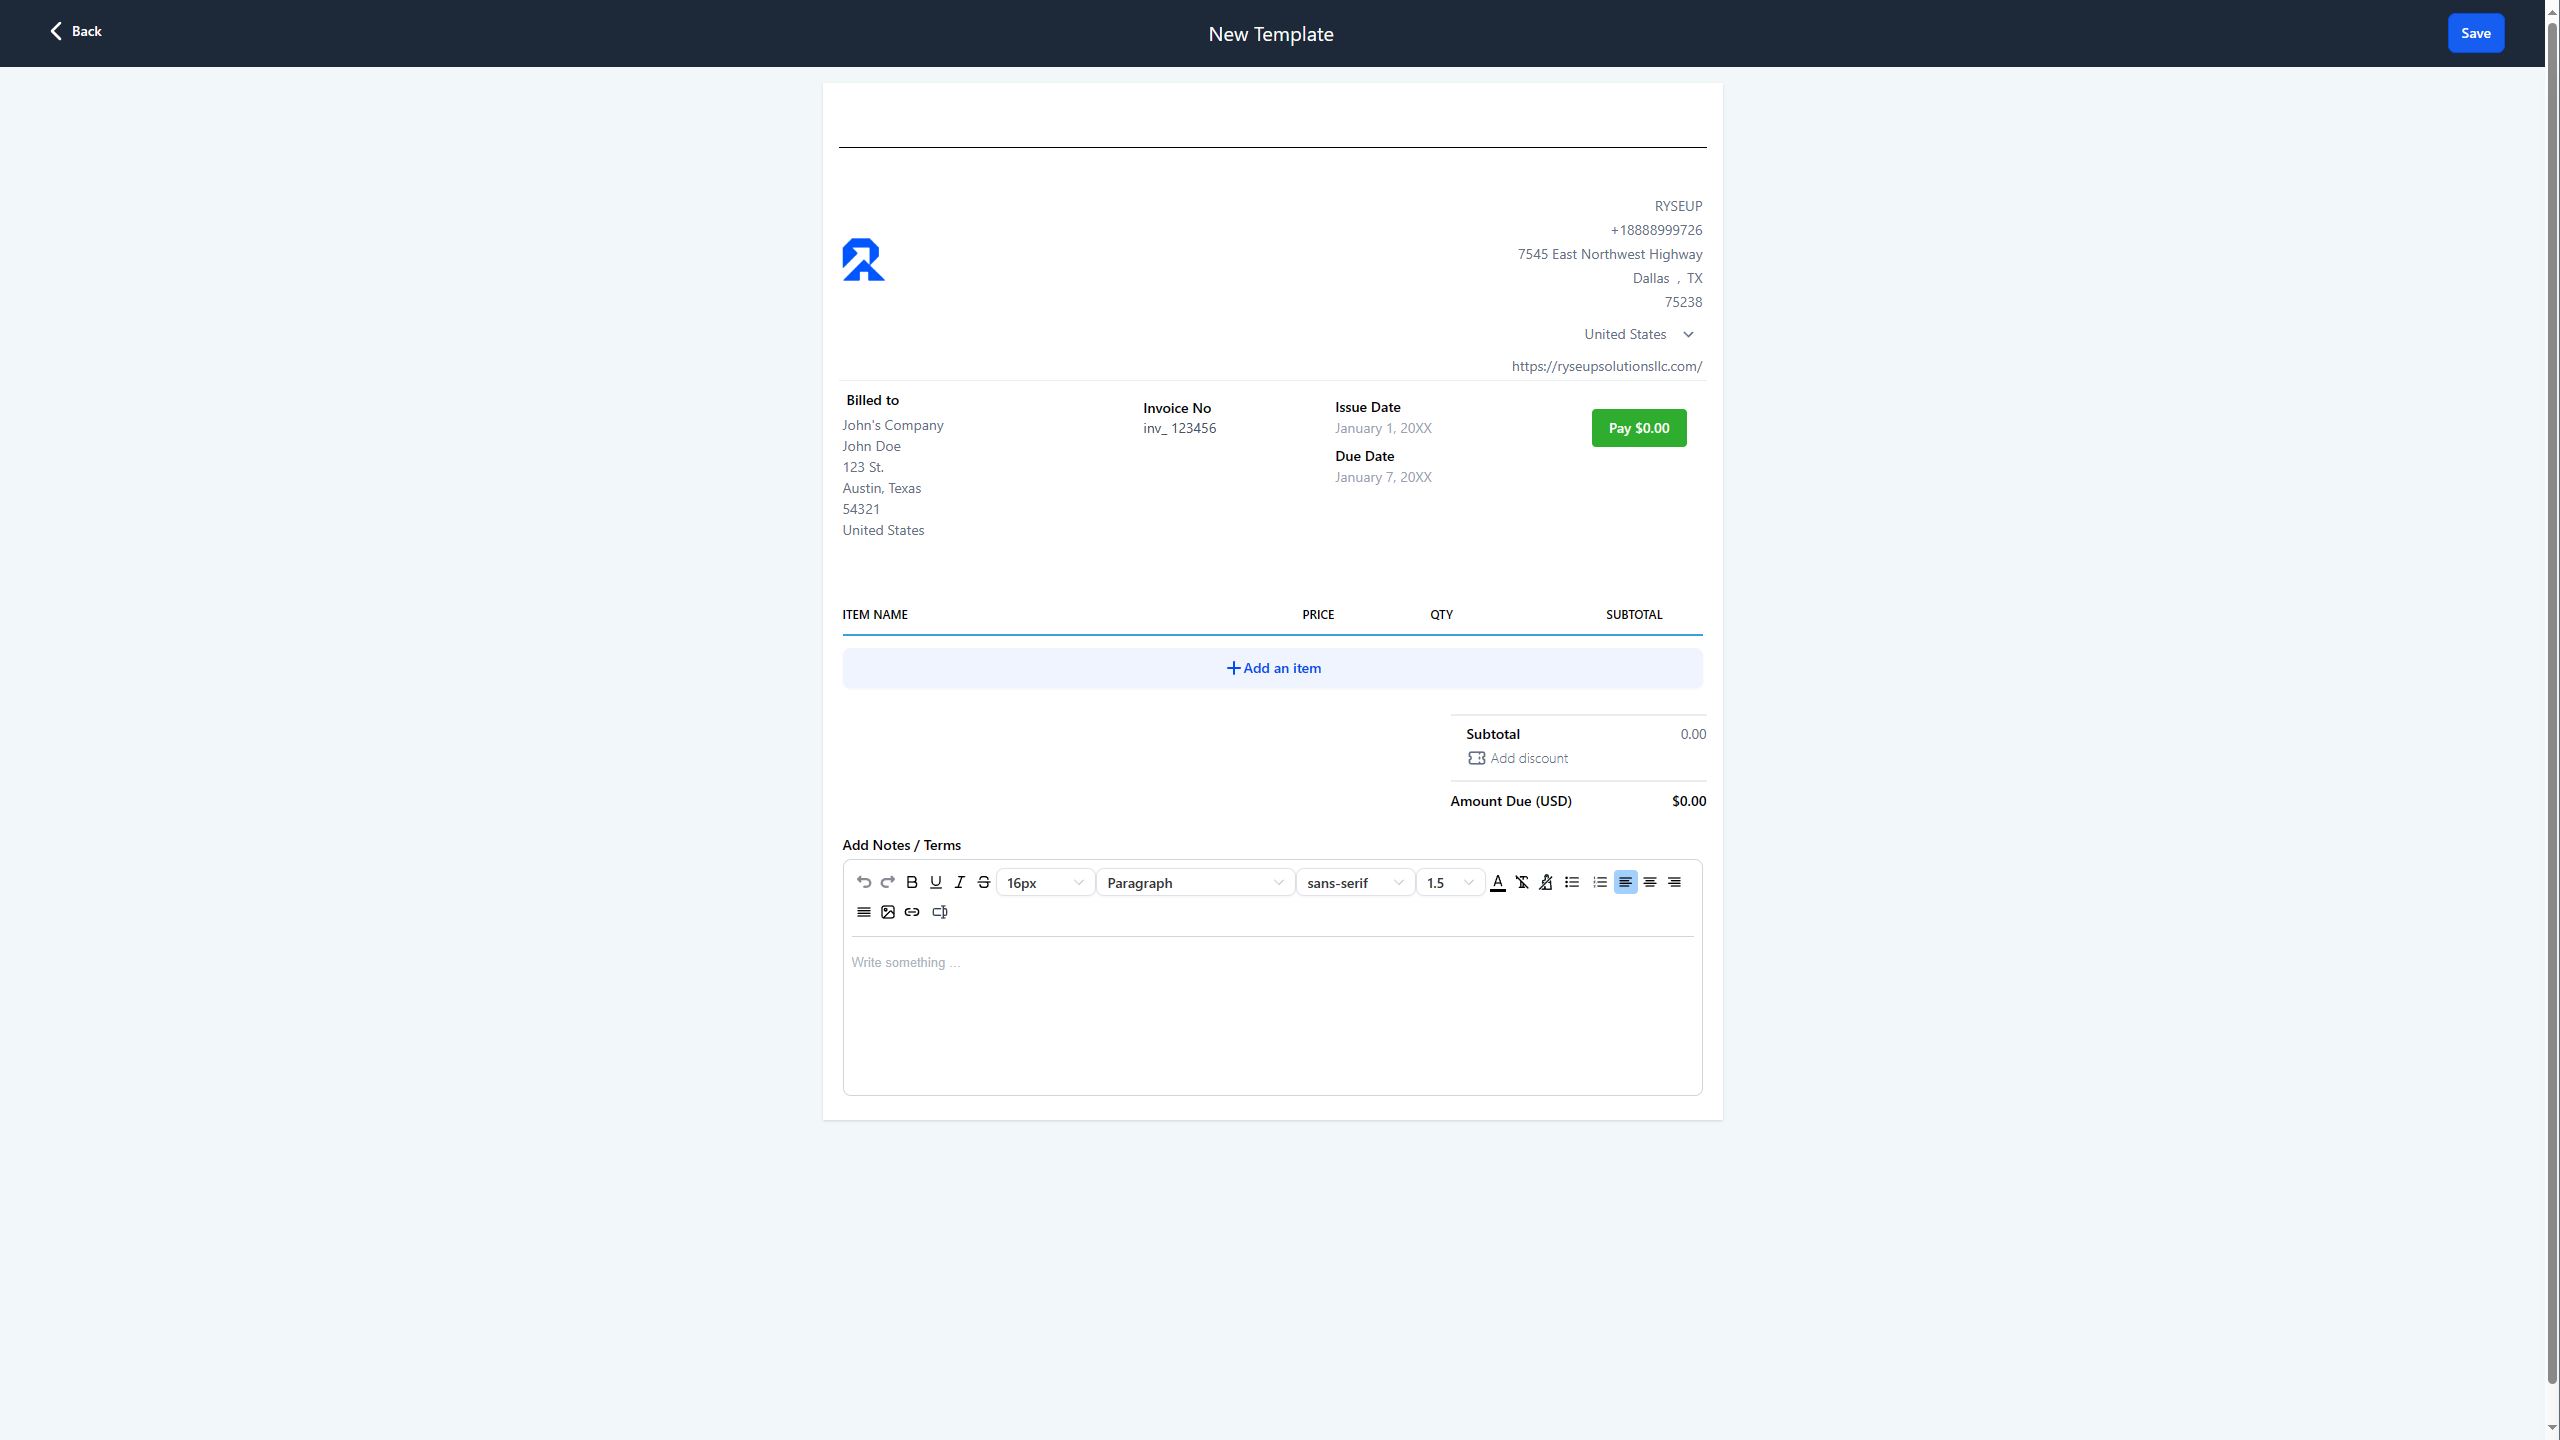 Back
New Template
Save
RYSEUP
+18888999726
7545 East Northwest Highway
Dallas , TX
75238
United States
https://ryseupsolutionsllc.com/
Billed to
John's Company
John Doe
123 St.
Austin, Texas
54321
United States
Invoice No
inv_ 123456
Issue Date
January 1, 20XX
Due Date
January 7, 20XX
Pay $0.00
ITEM NAME PRICE QTY SUBTOTAL
Add an item
Subtotal 0.00
Add discount
Amount Due (USD) $0.00
Add Notes / Terms
16px Paragraph sans-serif 1.5
Write something ...